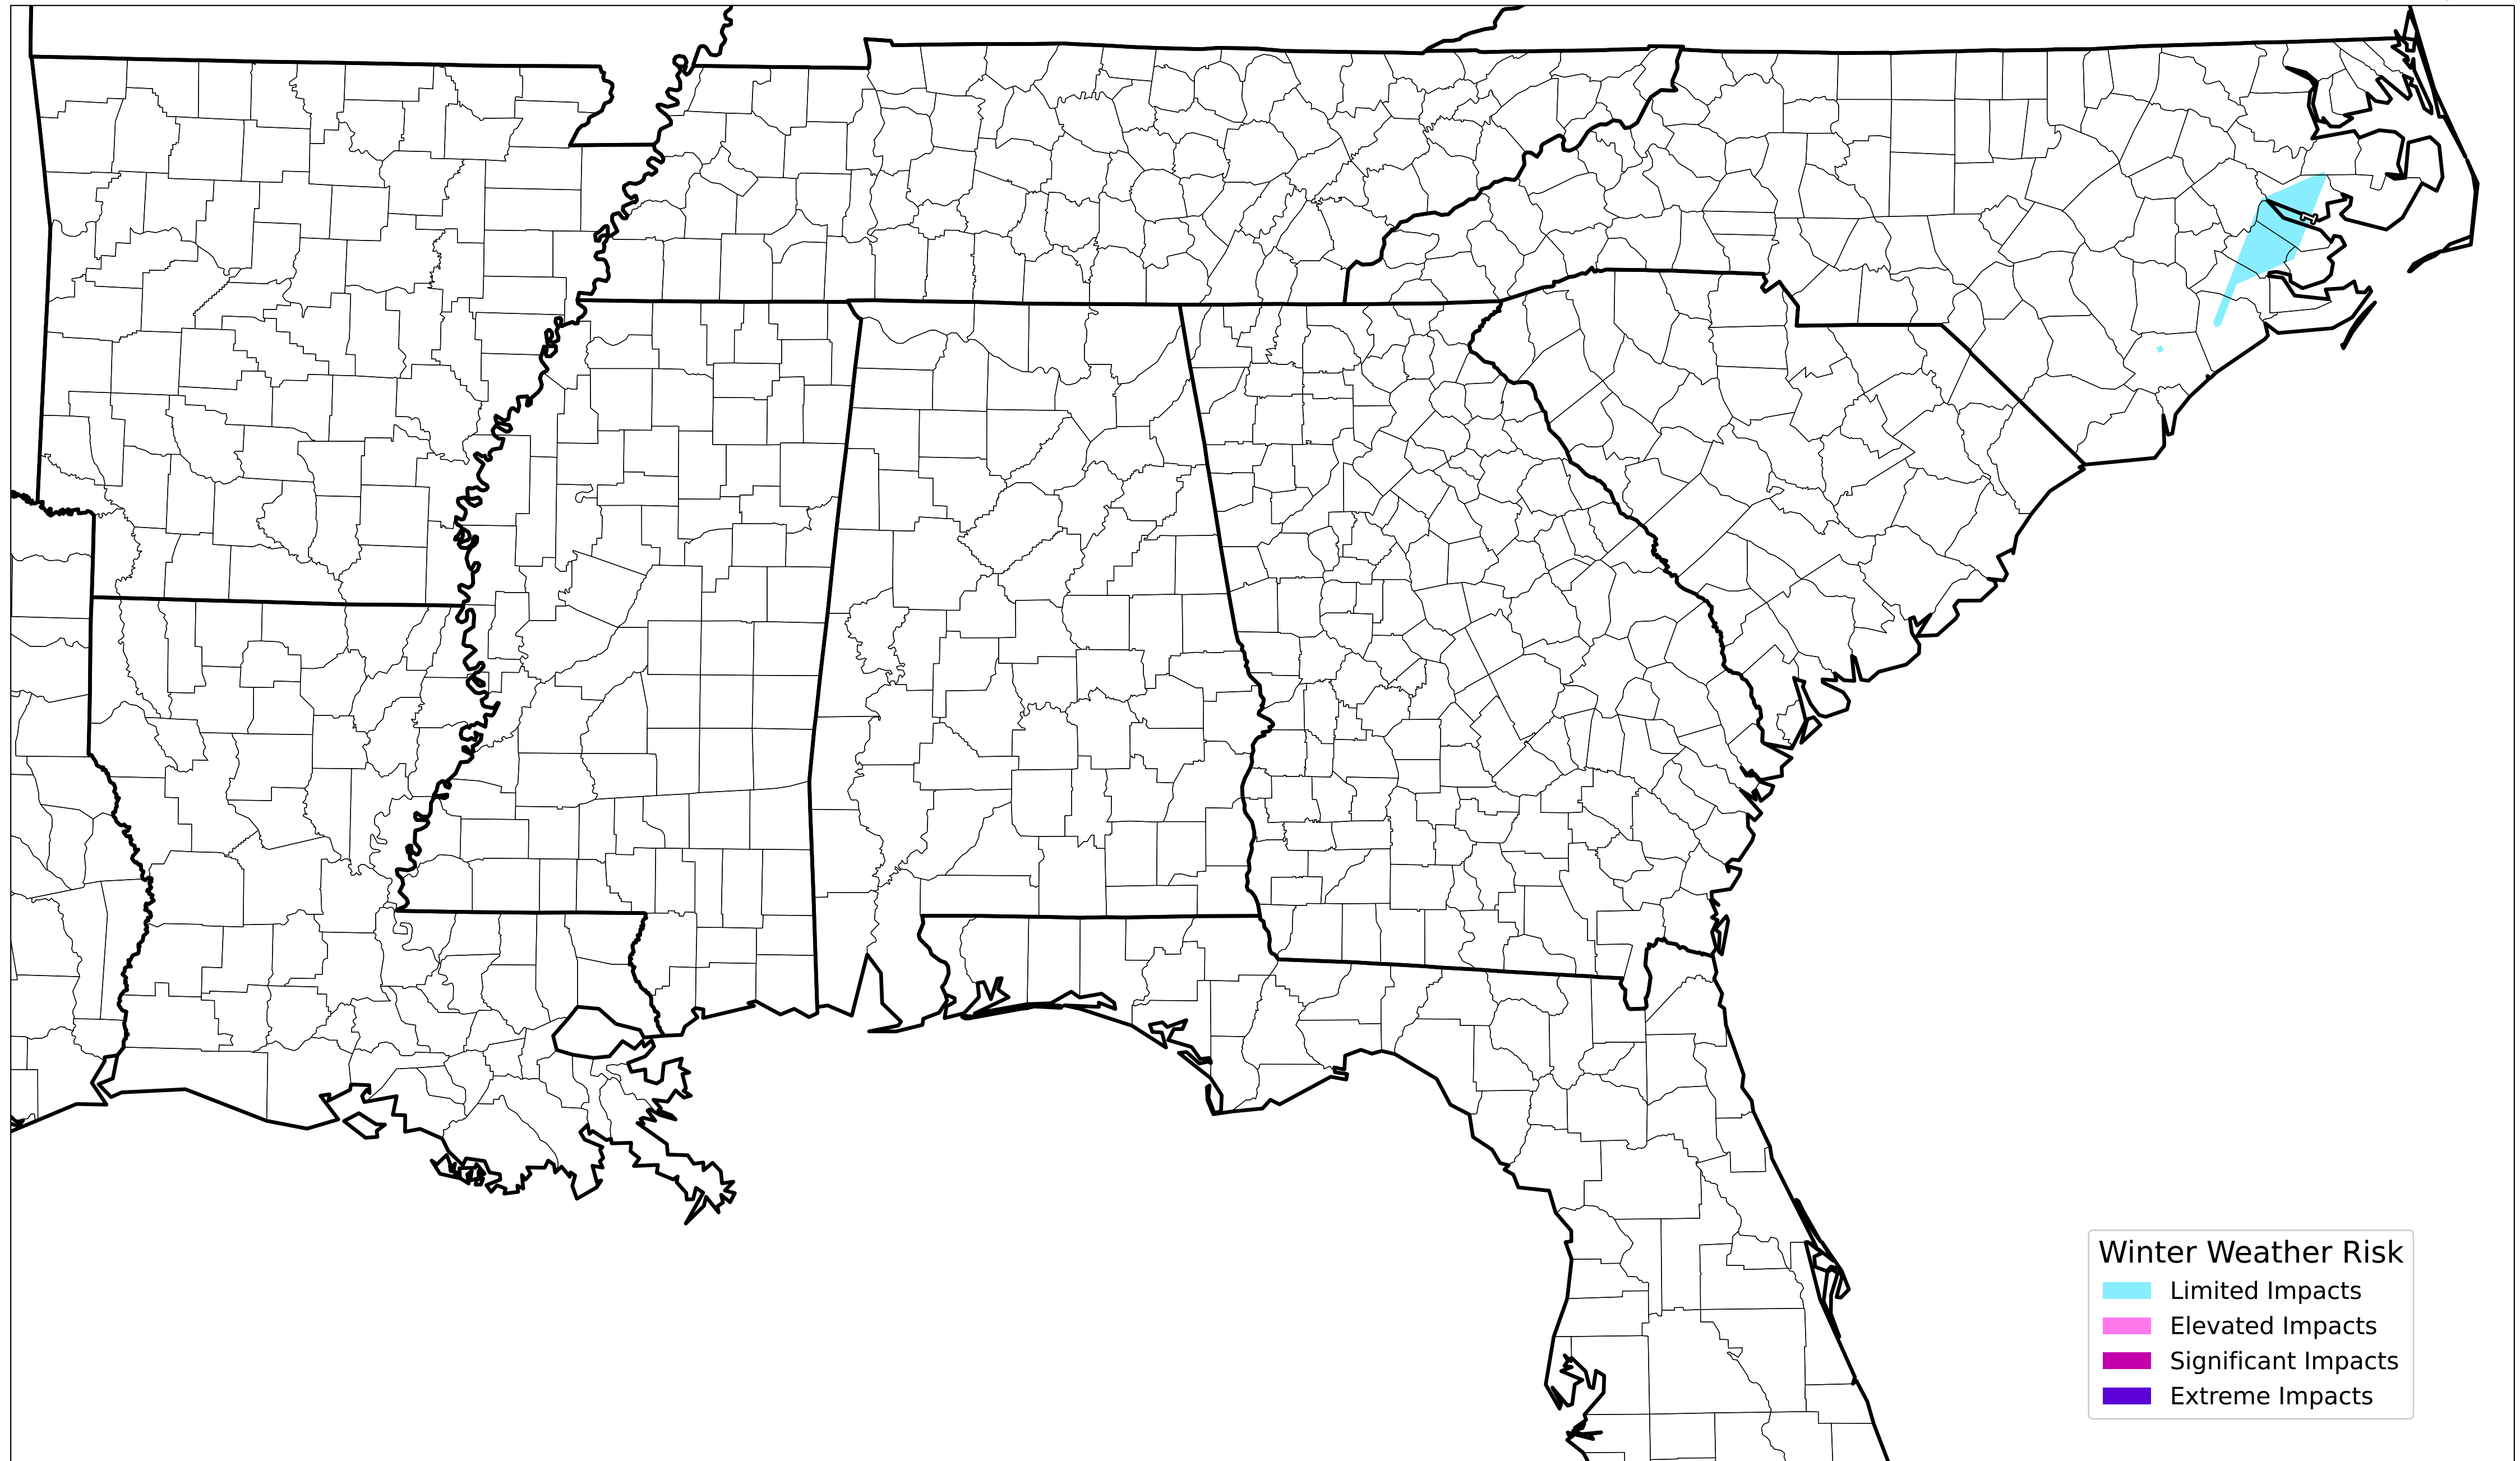 Winter Weather Risk
Limited Impacts
Elevated Impacts
Significant Impacts
Extreme Impacts